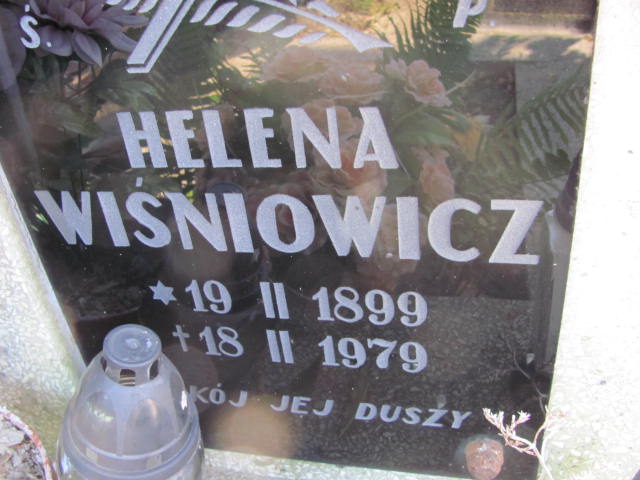 Ś. P
HELENA
WIŚNIOWICZ
* 19 II 1899
† 18 II 1979
KÓJ JEJ DUSZY